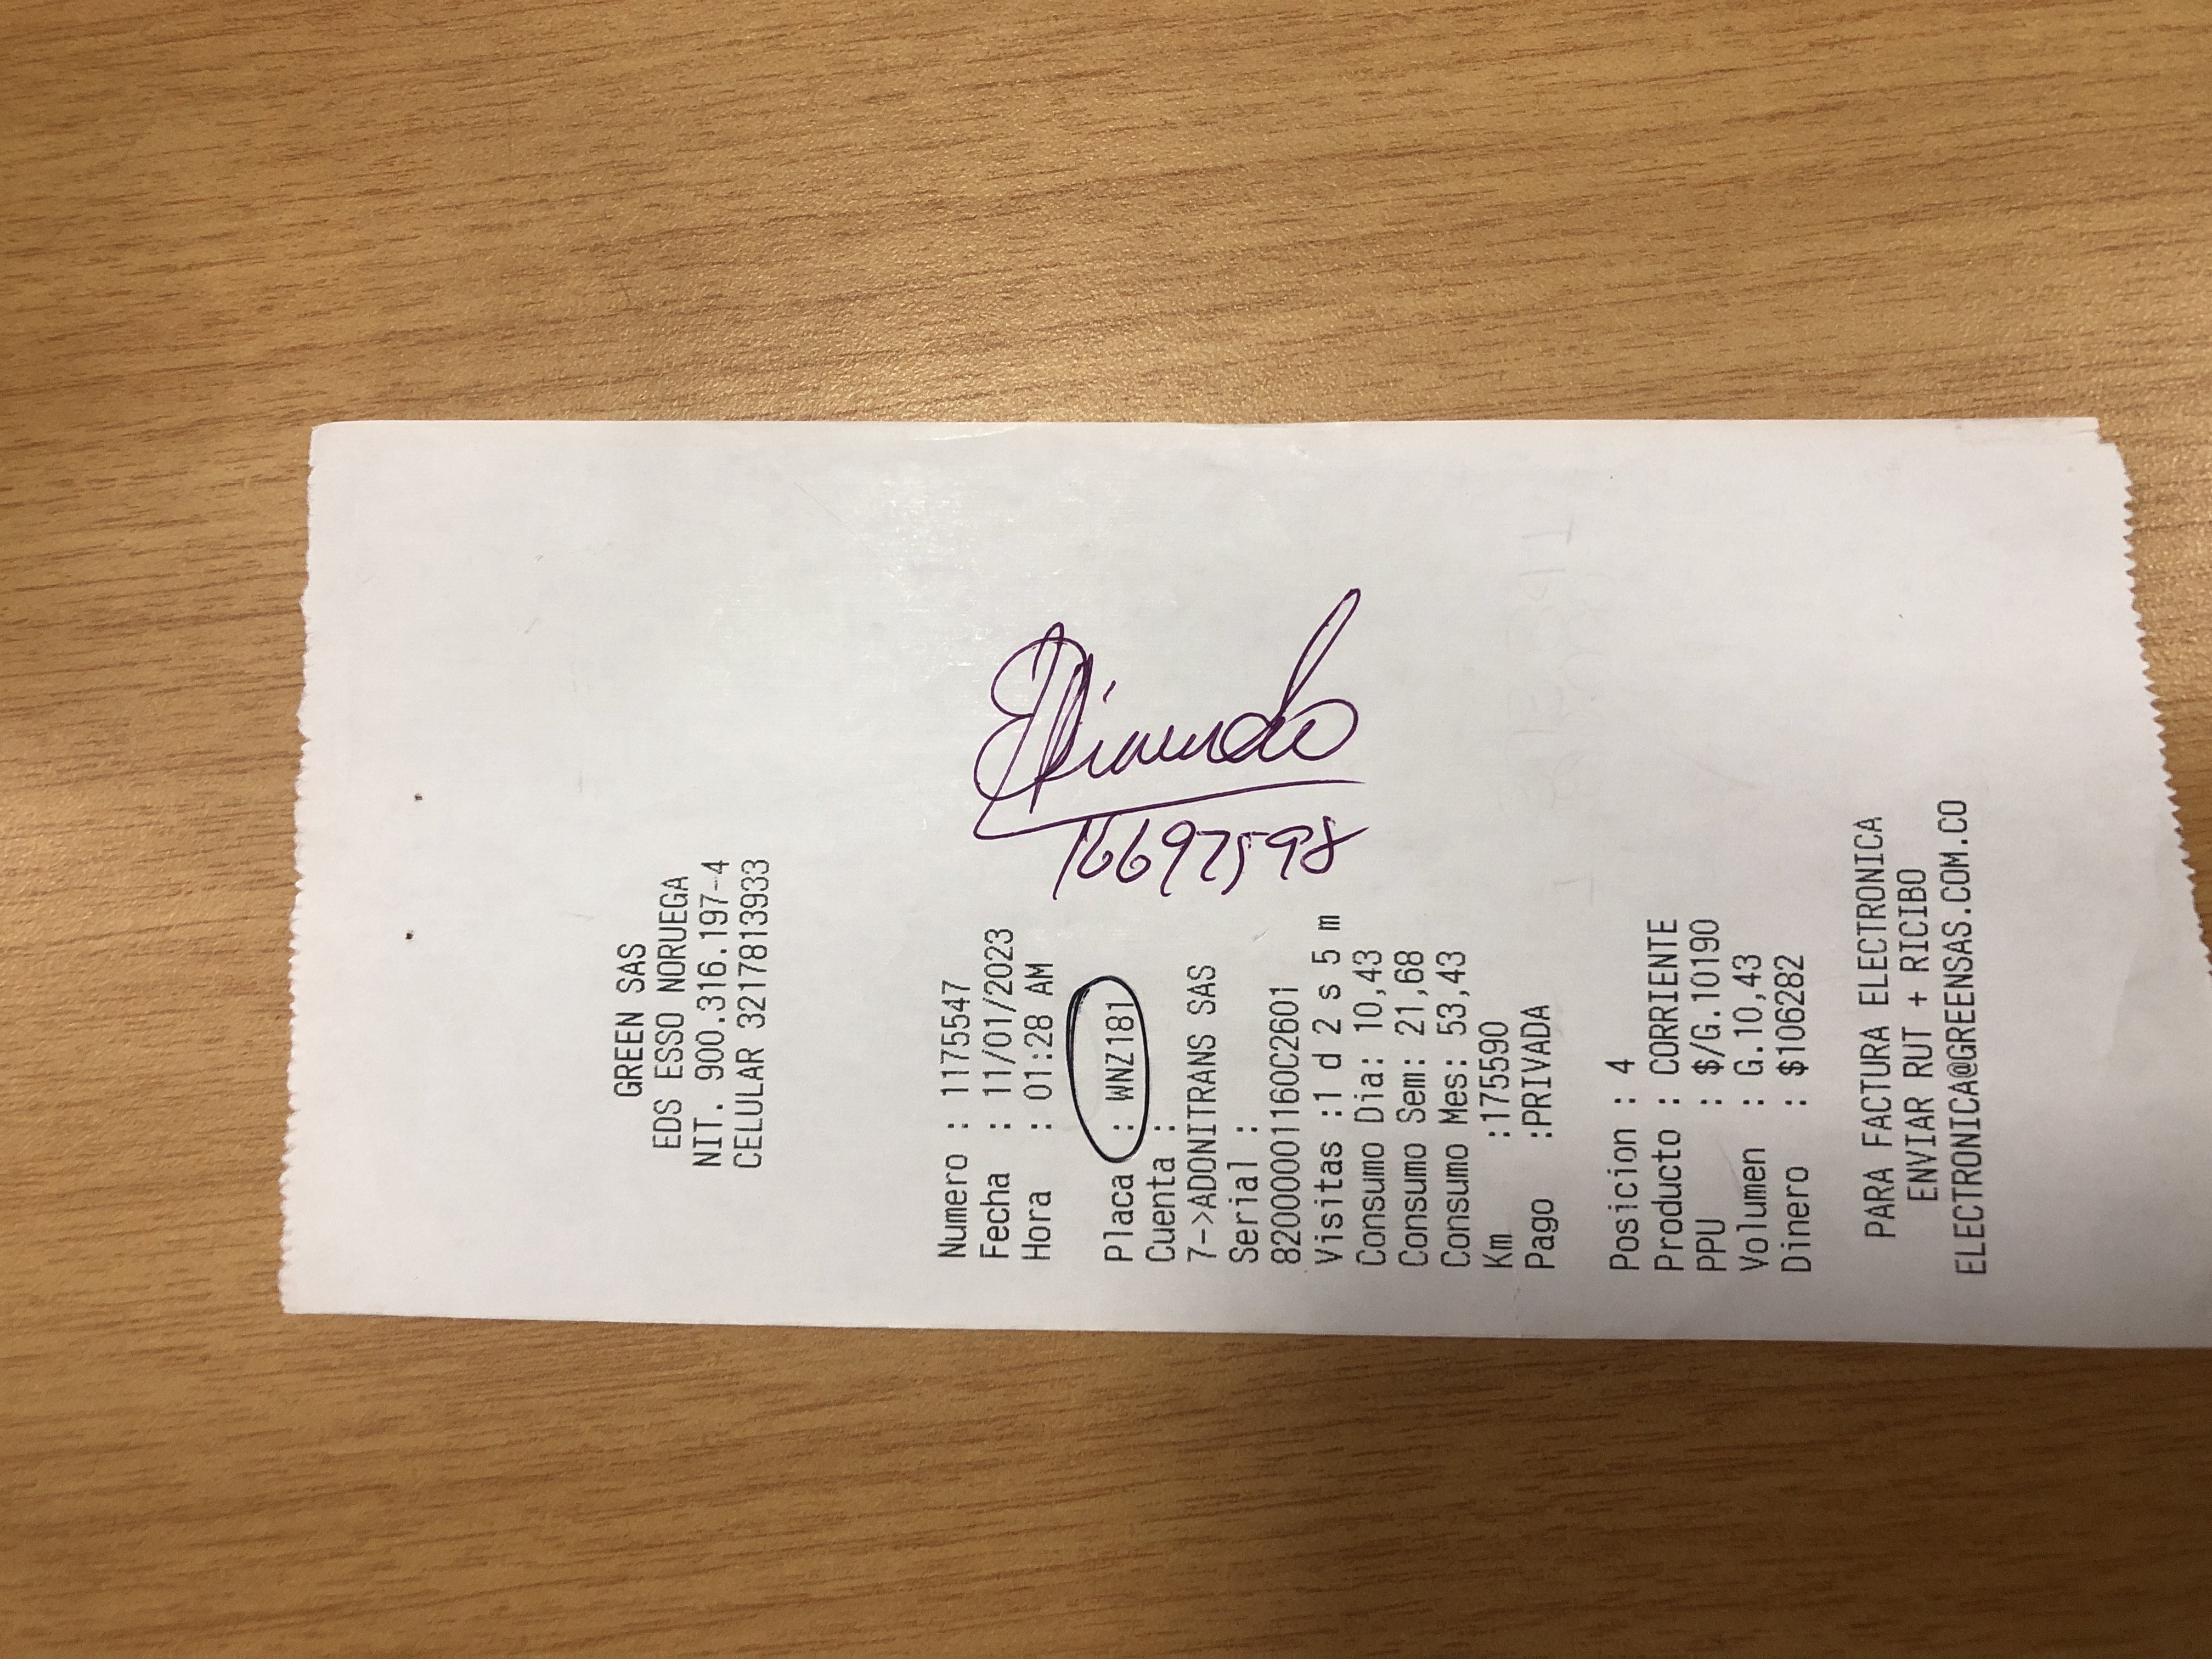 GREEN SAS
EDS ESSO NORUEGA
NIT. 900.316.197-4
CELULAR 3217813933
Numero : 1175547
Fecha : 11/01/2023
Hora : 01:28 AM
Placa : WNZ181
Cuenta :
7->ADONITRANS SAS
Serial :
8200001160C2601
Visitas :1 d 2 s 5 m
Consumo Dia: 10,43
Consumo Sem: 21,68
Consumo Mes: 53,43
Km :175590
Pago :PRIVADA
16697598
Posicion : 4
Producto : CORRIENTE
PPU : $/G.10190
Volumen : G.10,43
Dinero : $106282
PARA FACTURA ELECTRONICA
ENVIAR RUT + RICIBO
ELECTRONICA@GREENSAS.COM.CO